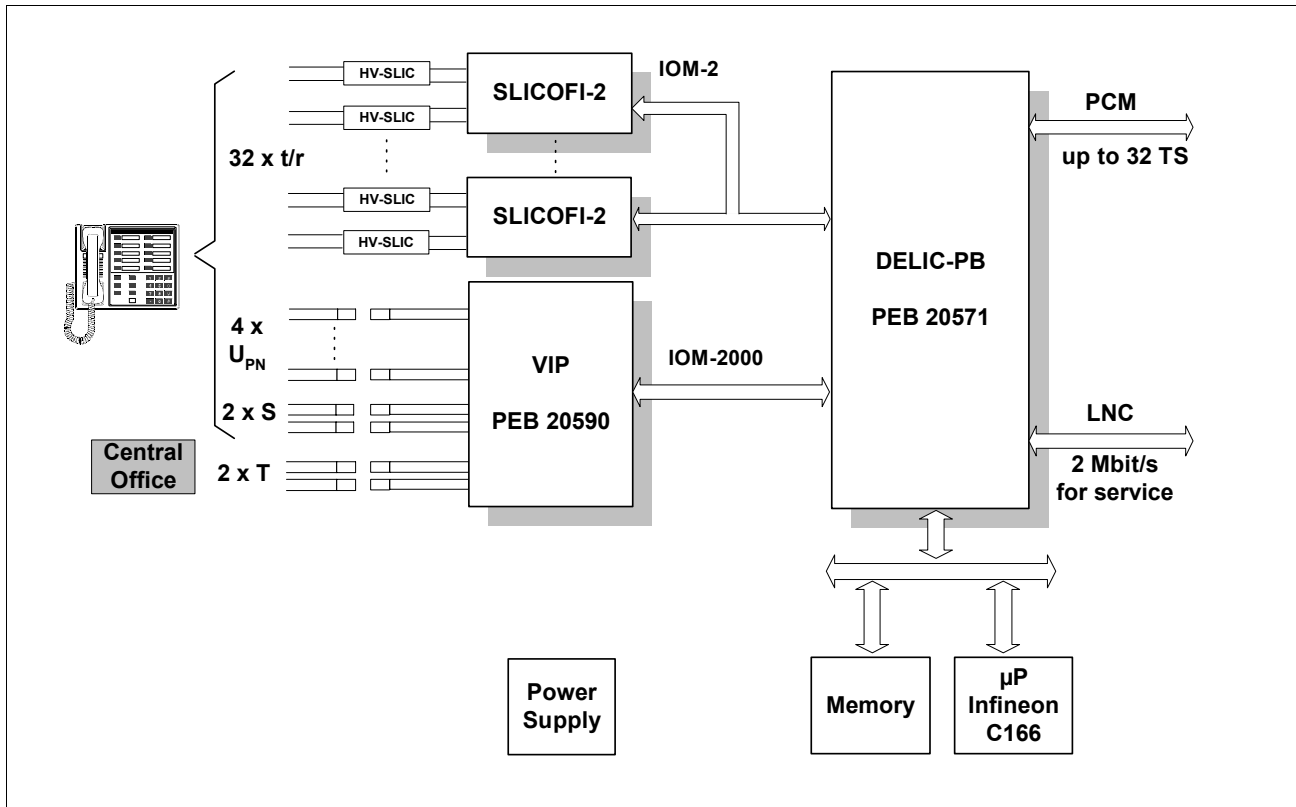 HV-SLIC
HV-SLIC
HV-SLIC
HV-SLIC
32 x t/r
SLICOFI-2
SLICOFI-2
IOM-2
DELIC-PB
PEB 20571
PCM
up to 32 TS
4 x
UPN
2 x S
Central
Office
2 x T
VIP
PEB 20590
IOM-2000
LNC
2 Mbit/s
for service
Power
Supply
Memory
µP
Infineon
C166